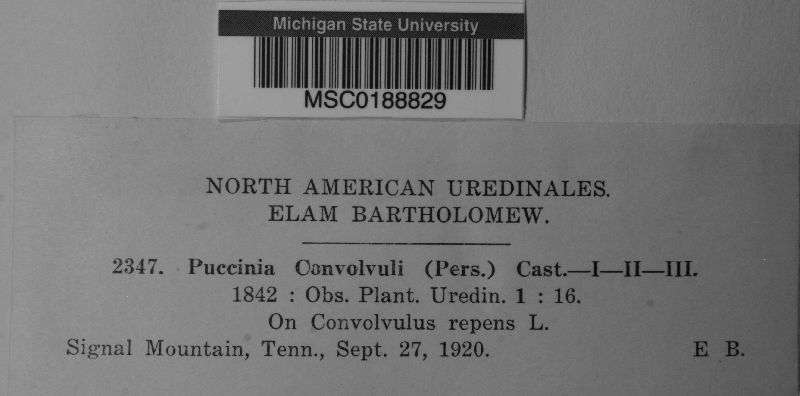 Michigan State University
MSC0188829
NORTH AMERICAN UREDINALES.
ELAM BARTHOLOMEW.
2347. Puccinia Convolvuli (Pers.) Cast.—I—II—III.
1842 : Obs. Plant. Uredin. 1 : 16.
On Convolvulus repens L.
Signal Mountain, Tenn., Sept. 27, 1920. E B.